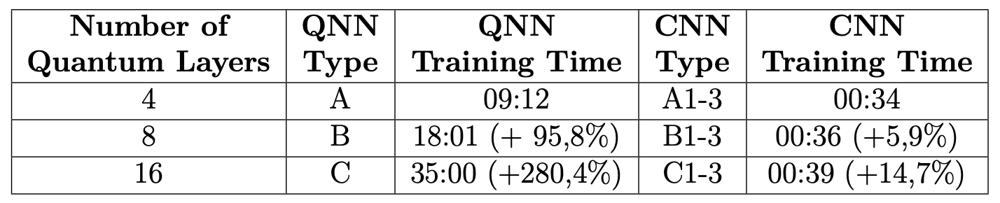 Number of Quantum Layers QNN Type QNN Training Time CNN Type CNN Training Time
4 A 09:12 A1-3 00:34
8 B 18:01 (+ 95,8%) B1-3 00:36 (+5,9%)
16 C 35:00 (+280,4%) C1-3 00:39 (+14,7%)